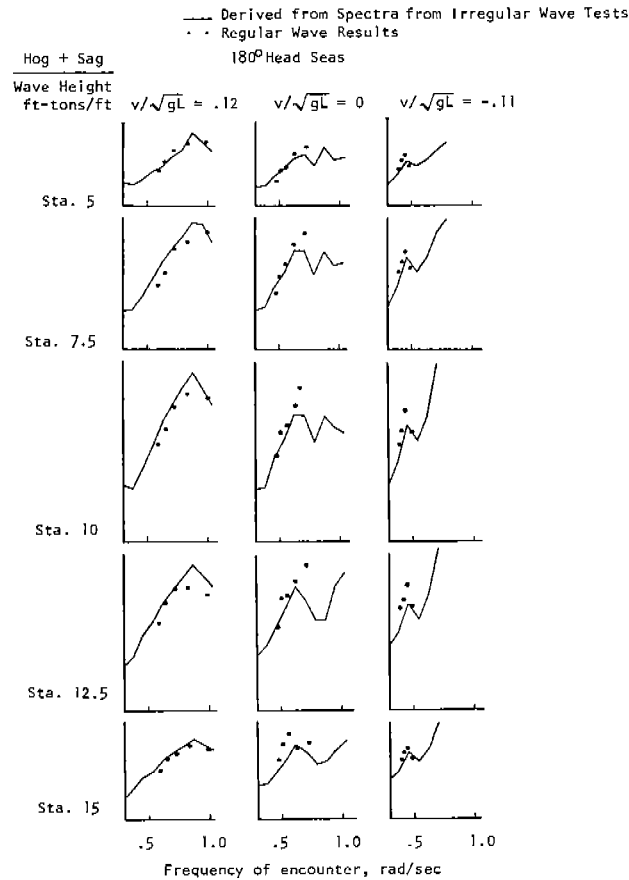 Derived from Spectra from Irregular Wave Tests
Regular Wave Results
180° Head Seas
Hog + Sag
Wave Height
ft-tons/ft
v/√gL = .12
v/√gL = 0
v/√gL = -.11
Sta. 5
Sta. 7.5
Sta. 10
Sta. 12.5
Sta. 15
.5 1.0 .5 1.0 .5 1.0
Frequency of encounter, rad/sec